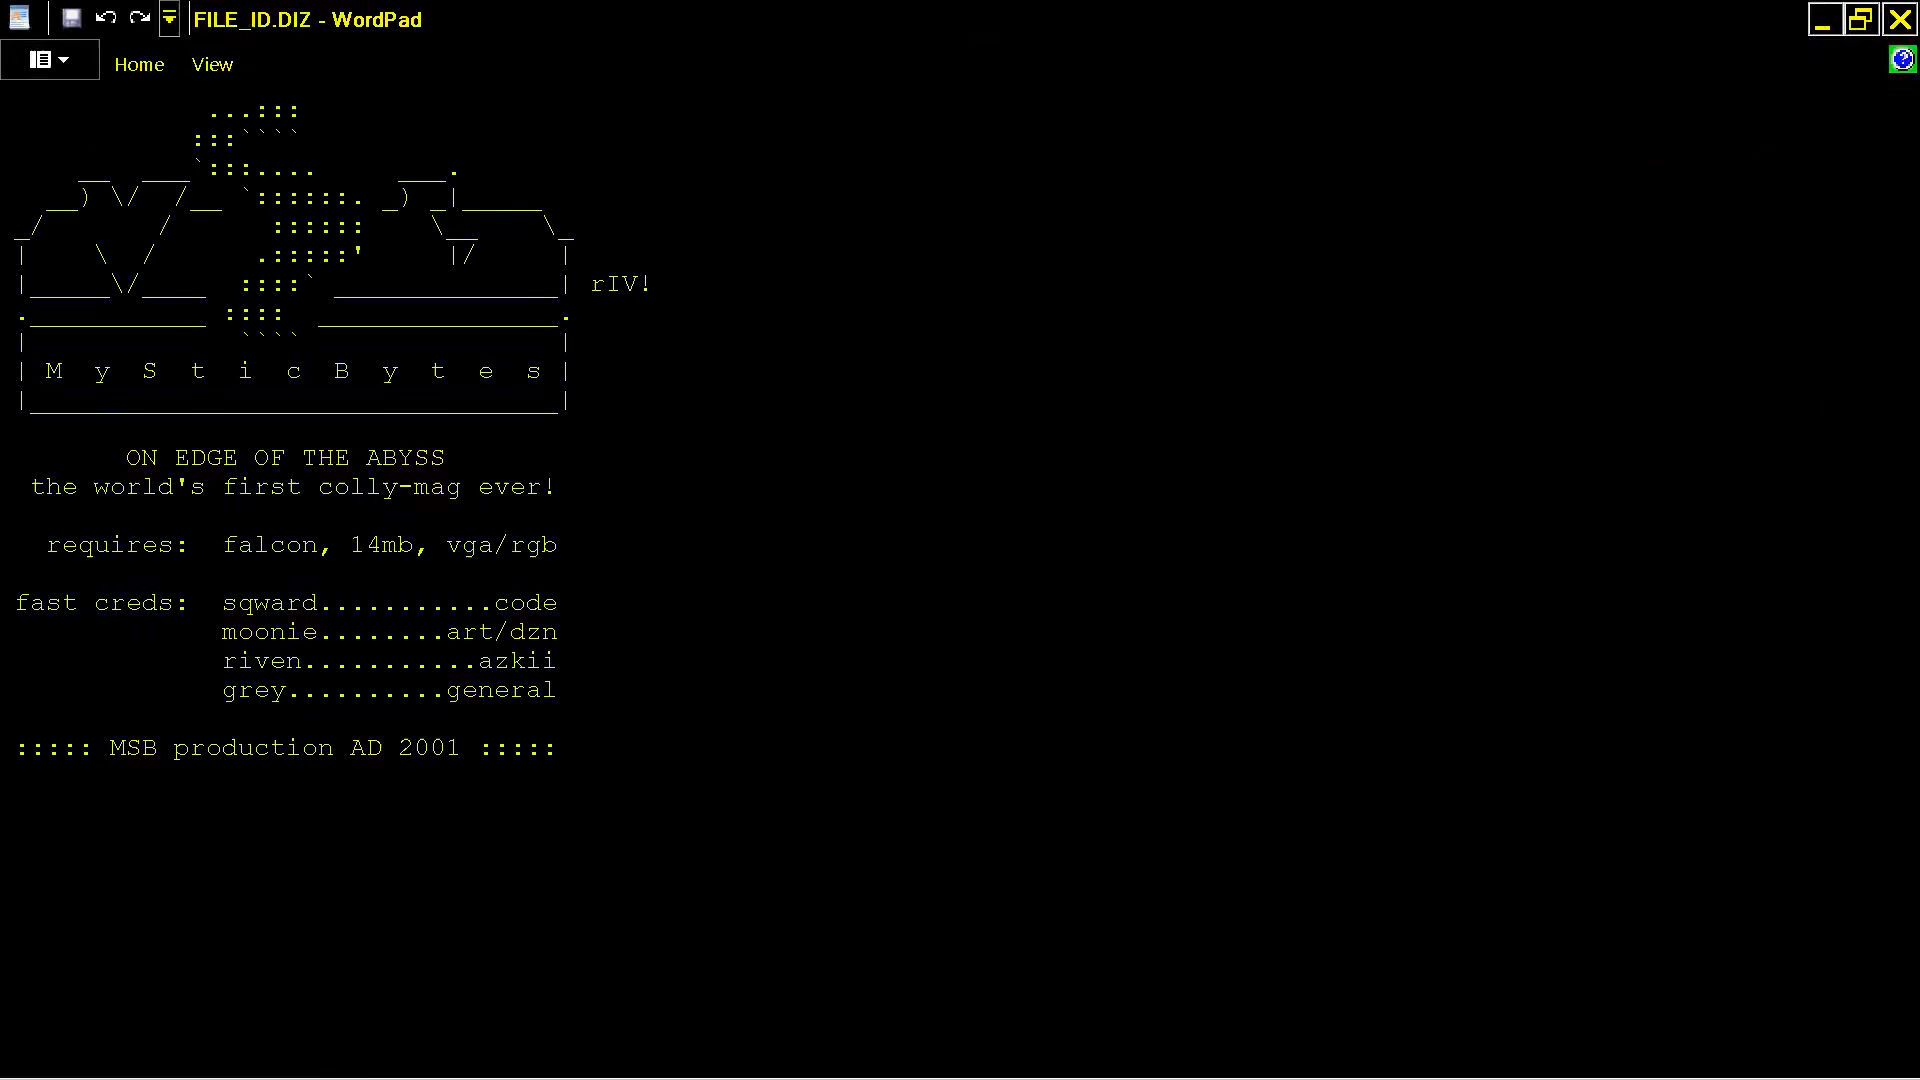 FILE_ID.DIZ - WordPad
Home View
rIV!
M y S t i c B y t e s
ON EDGE OF THE ABYSS
the world's first colly-mag ever!
requires: falcon, 14mb, vga/rgb
fast creds: sqward...........code
moonie........art/dzn
riven...........azkii
grey..........general
::::: MSB production AD 2001 :::::